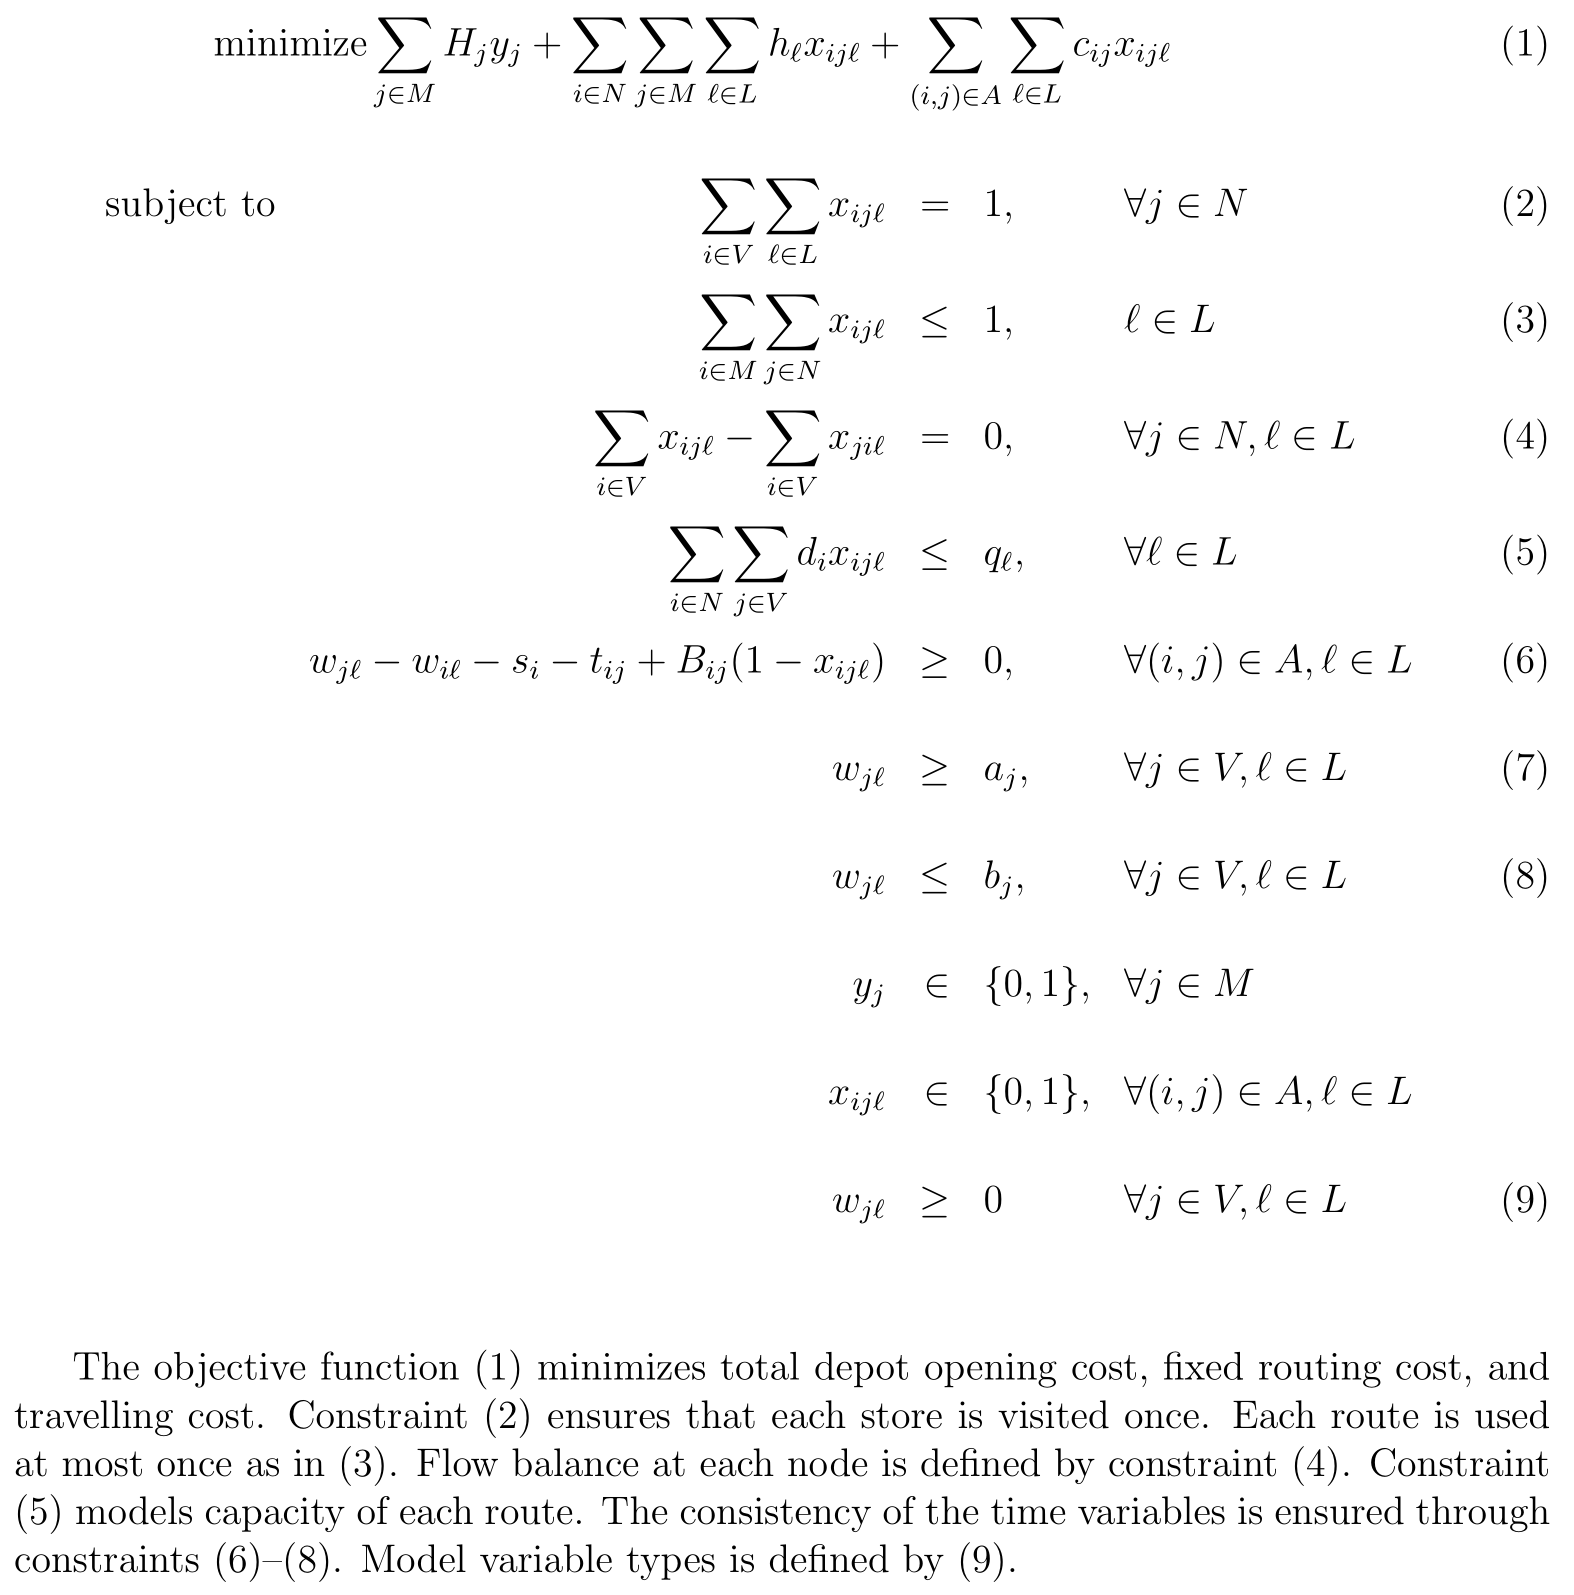 minimize ∑_{j∈M} H_j y_j + ∑_{i∈N} ∑_{j∈M} ∑_{ℓ∈L} h_ℓ x_{ijℓ} + ∑_{(i,j)∈A} ∑_{ℓ∈L} c_{ij} x_{ijℓ} (1)
subject to ∑_{i∈V} ∑_{ℓ∈L} x_{ijℓ} = 1, ∀j ∈ N (2)
∑_{i∈M} ∑_{j∈N} x_{ijℓ} ≤ 1, ℓ ∈ L (3)
∑_{i∈V} x_{ijℓ} − ∑_{i∈V} x_{jiℓ} = 0, ∀j ∈ N, ℓ ∈ L (4)
∑_{i∈N} ∑_{j∈V} d_i x_{ijℓ} ≤ q_ℓ, ∀ℓ ∈ L (5)
w_{jℓ} − w_{iℓ} − s_i − t_{ij} + B_{ij}(1 − x_{ijℓ}) ≥ 0, ∀(i, j) ∈ A, ℓ ∈ L (6)
w_{jℓ} ≥ a_j, ∀j ∈ V, ℓ ∈ L (7)
w_{jℓ} ≤ b_j, ∀j ∈ V, ℓ ∈ L (8)
y_j ∈ {0, 1}, ∀j ∈ M
x_{ijℓ} ∈ {0, 1}, ∀(i, j) ∈ A, ℓ ∈ L
w_{jℓ} ≥ 0 ∀j ∈ V, ℓ ∈ L (9)
The objective function (1) minimizes total depot opening cost, fixed routing cost, and
travelling cost. Constraint (2) ensures that each store is visited once. Each route is used
at most once as in (3). Flow balance at each node is defined by constraint (4). Constraint
(5) models capacity of each route. The consistency of the time variables is ensured through
constraints (6)–(8). Model variable types is defined by (9).